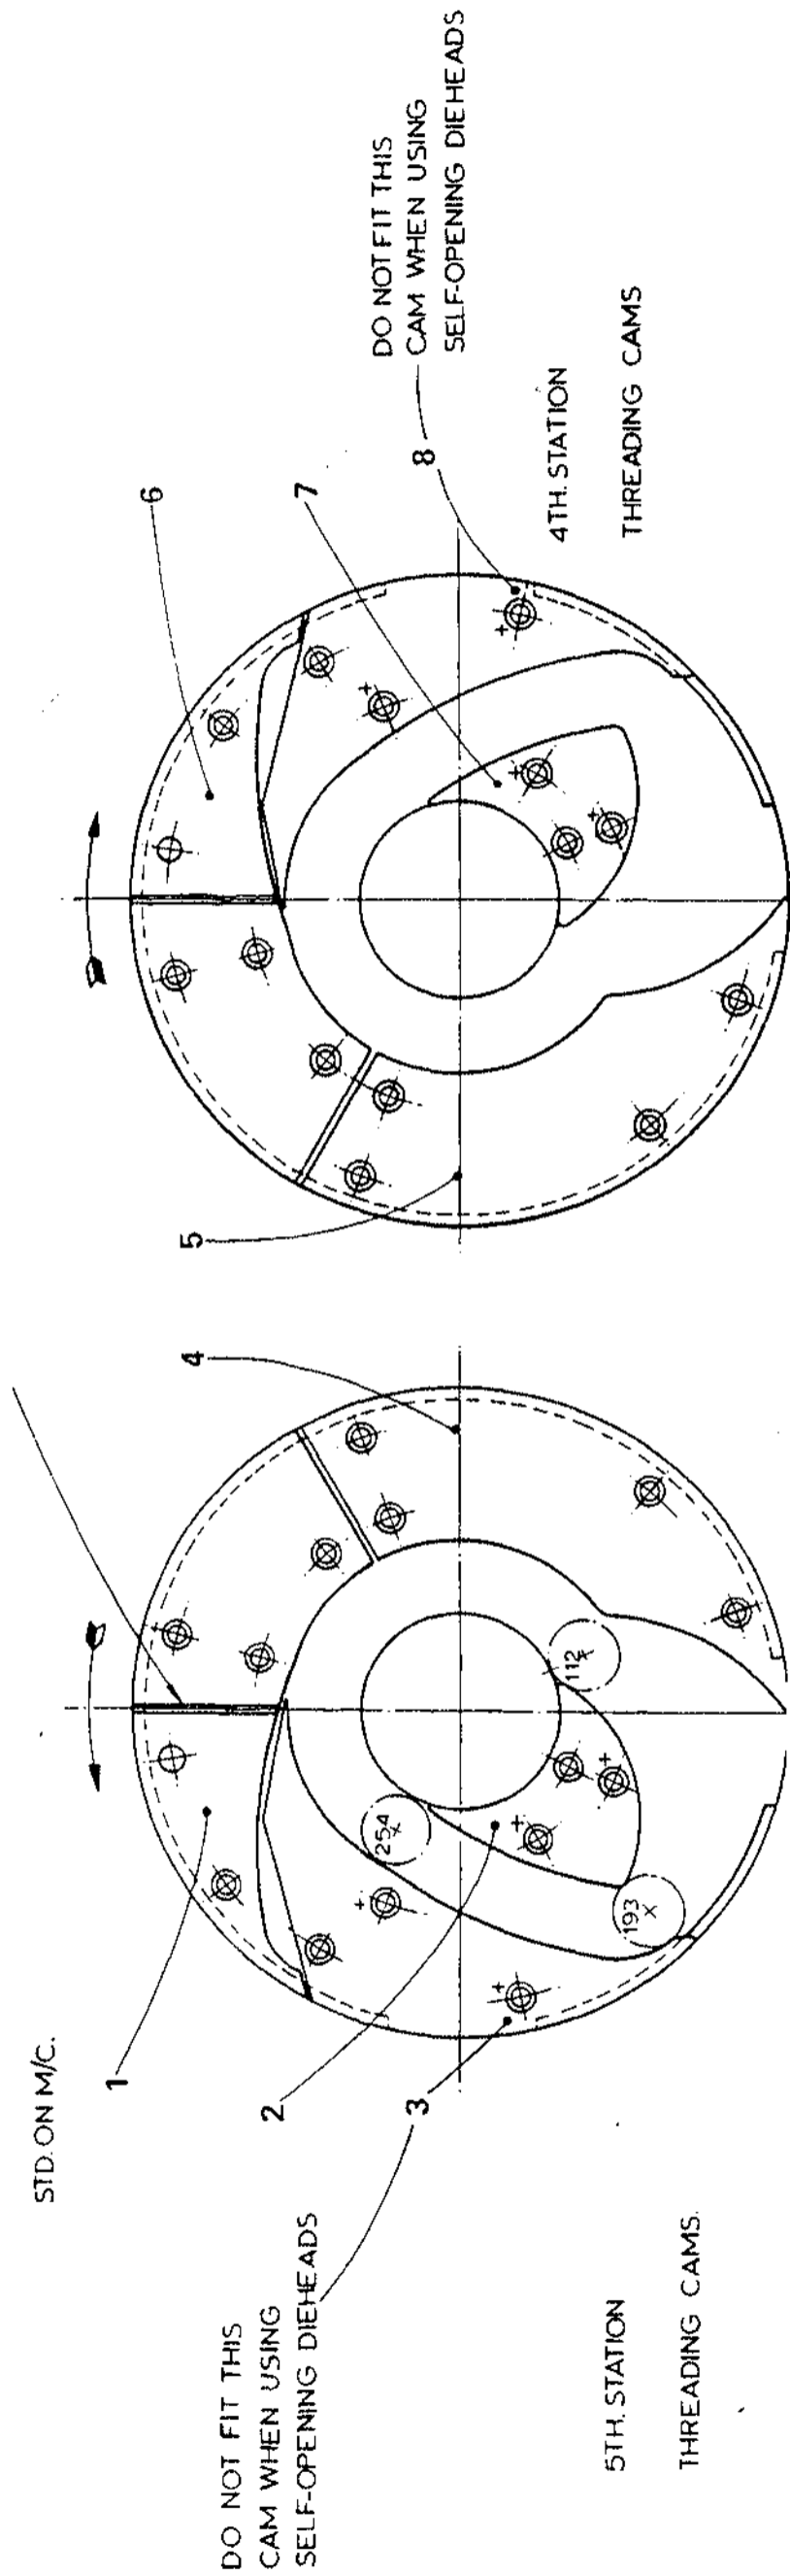 STD. ON M/C.
DO NOT FIT THIS
CAM WHEN USING
SELF-OPENING DIEHEADS
1
2
3
4
254
112
193
5TH. STATION
THREADING CAMS.
5
6
7
8
DO NOT FIT THIS
CAM WHEN USING
SELF-OPENING DIEHEADS
4TH. STATION
THREADING CAMS